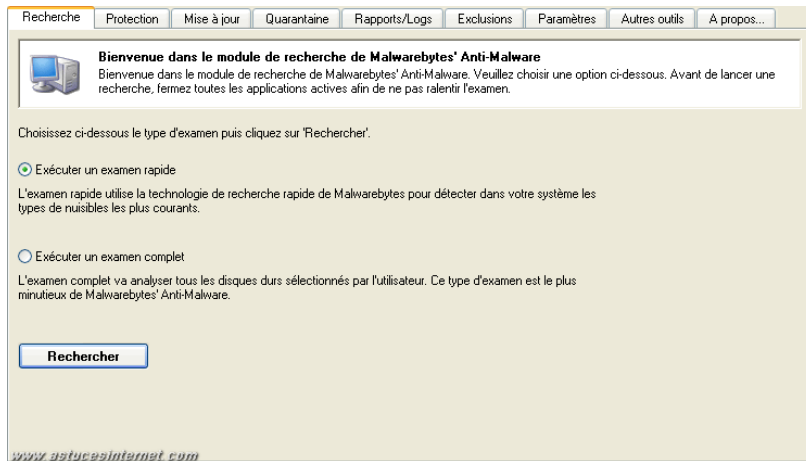 Recherche
Protection
Mise à jour
Quarantaine
Rapports/Logs
Exclusions
Paramètres
Autres outils
A propos...
Bienvenue dans le module de recherche de Malwarebytes' Anti-Malware
Bienvenue dans le module de recherche de Malwarebytes' Anti-Malware. Veuillez choisir une option ci-dessous. Avant de lancer une
recherche, fermez toutes les applications actives afin de ne pas ralentir l'examen.
Choisissez ci-dessous le type d'examen puis cliquez sur 'Rechercher'.
Exécuter un examen rapide
L'examen rapide utilise la technologie de recherche rapide de Malwarebytes pour détecter dans votre système les
types de nuisibles les plus courants.
Exécuter un examen complet
L'examen complet va analyser tous les disques durs sélectionnés par l'utilisateur. Ce type d'examen est le plus
minutieux de Malwarebytes' Anti-Malware.
Rechercher
www.astucesinternet.com